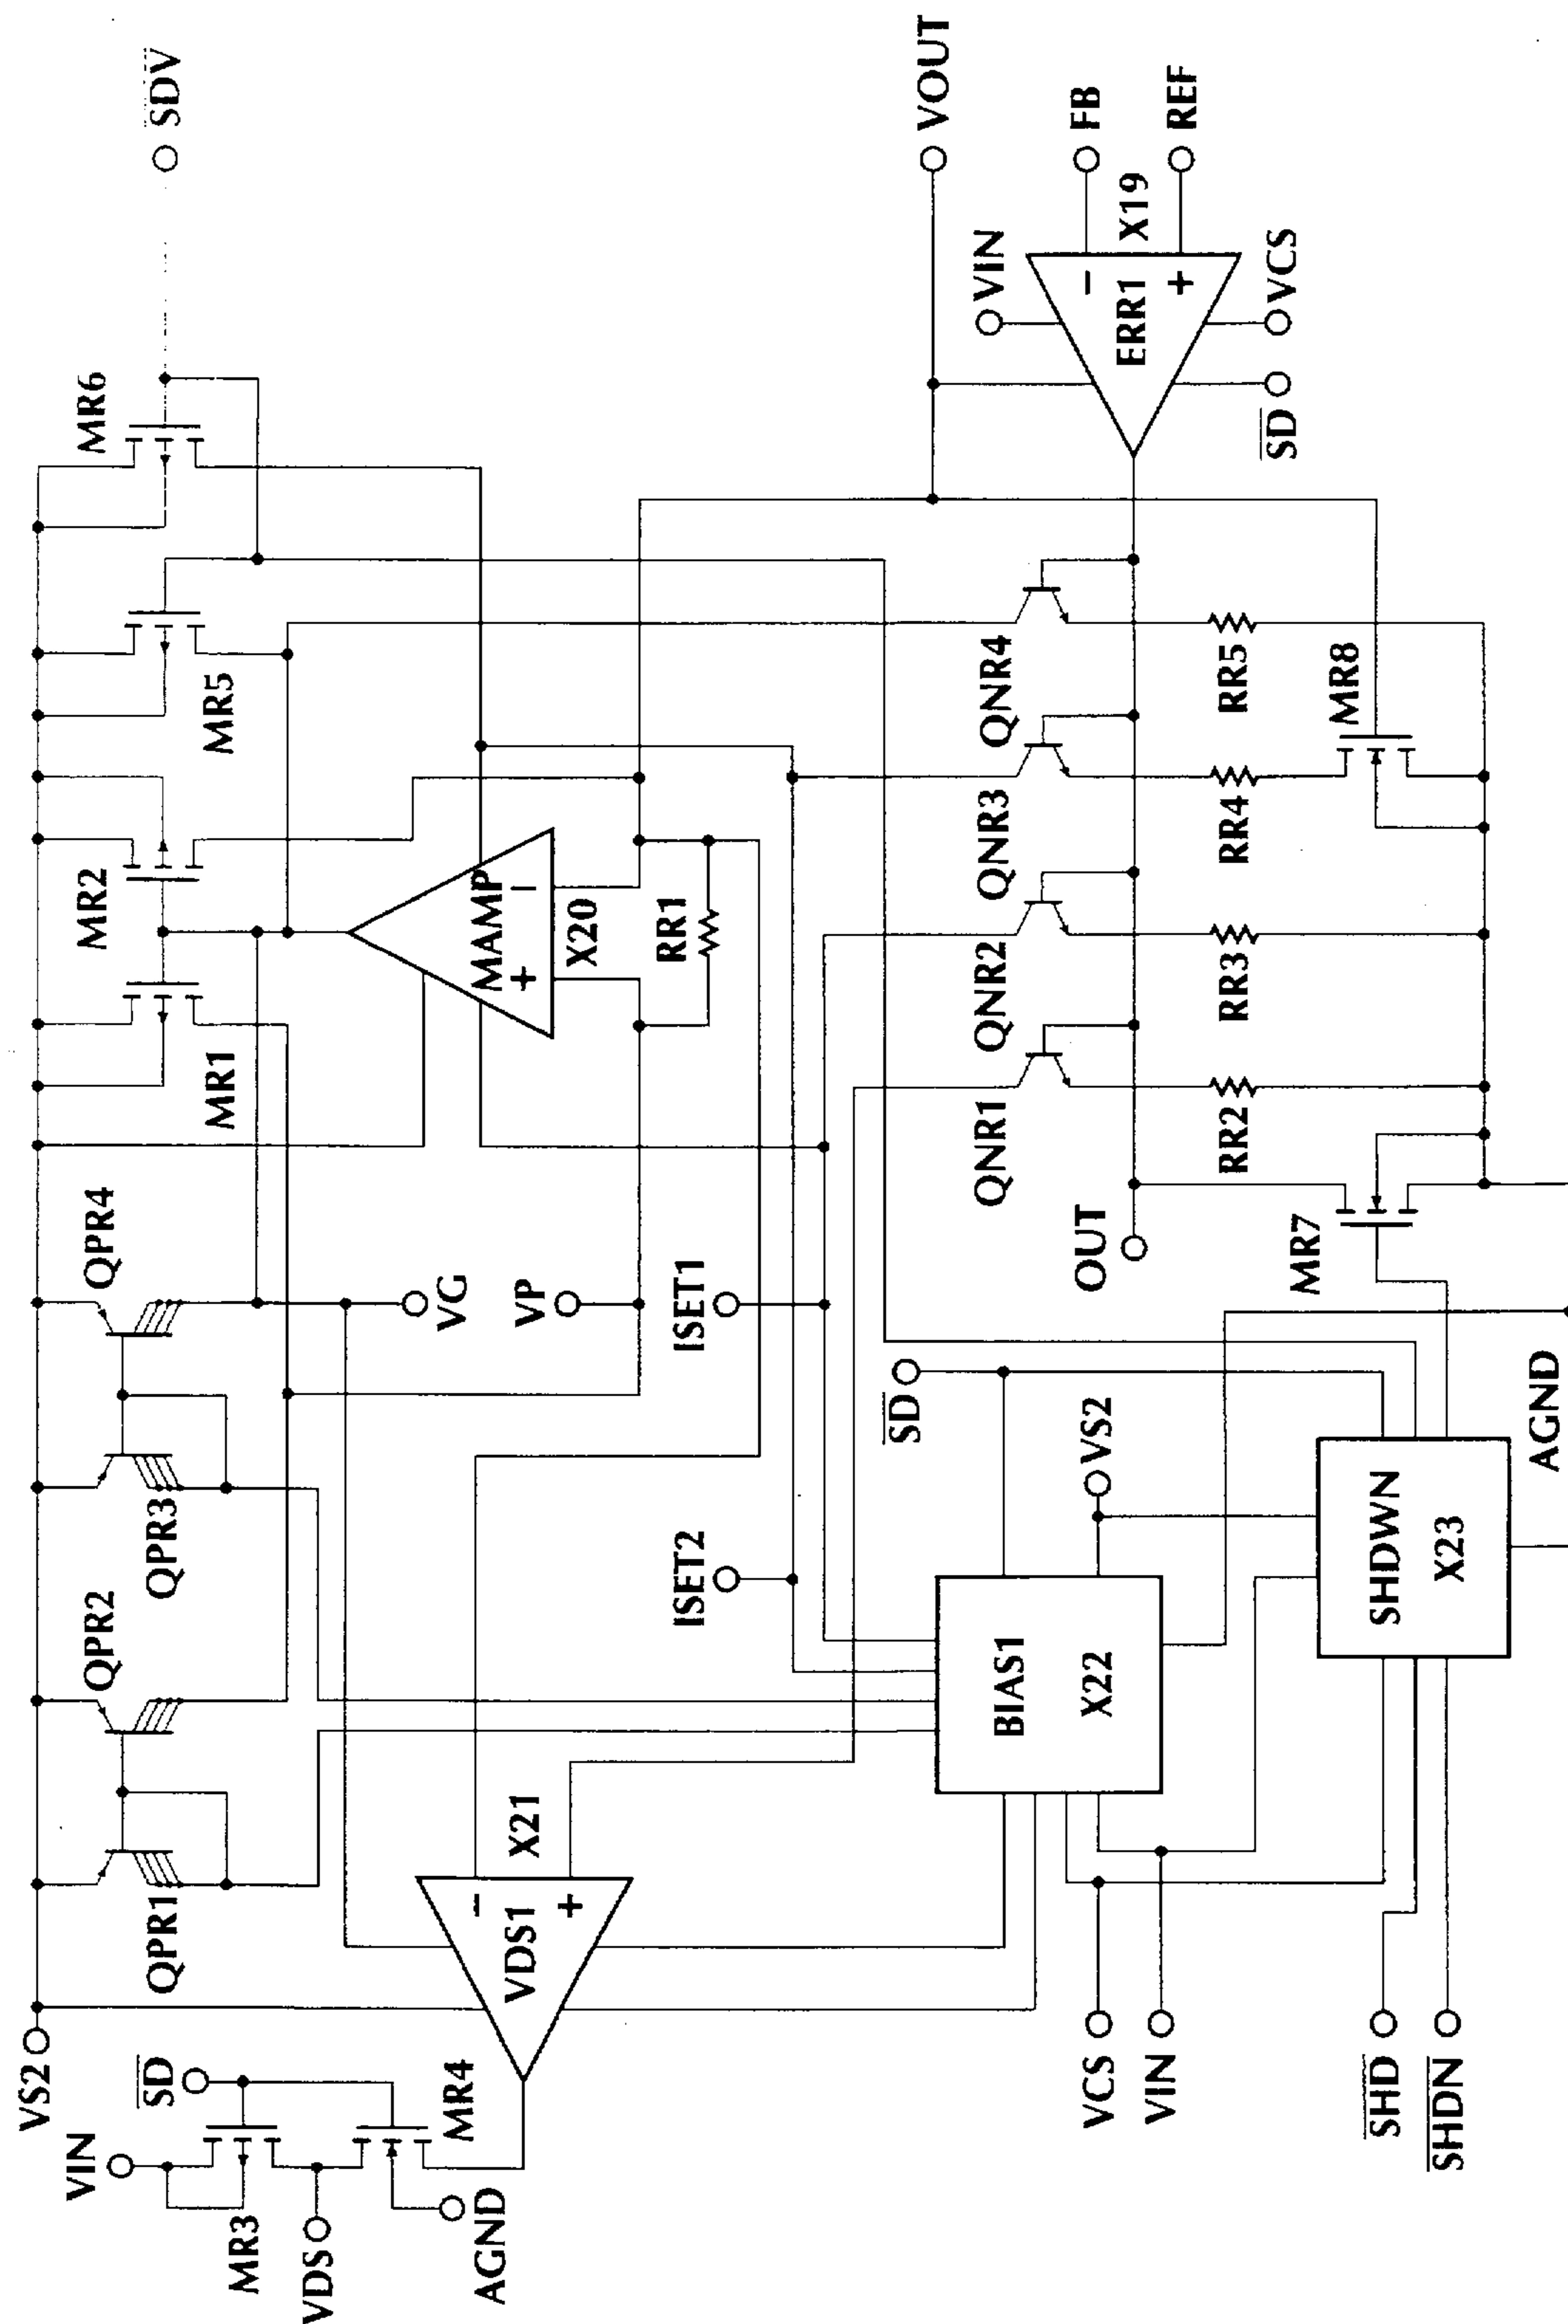 VS2
QPR1
QPR2
QPR3
QPR4
MR1
MR2
MR5
MR6
SDV
VIN
SD
MR3
VDS
MR4
AGND
VDS1
X21
−
+
VG
VP
MAMP
+
−
X20
RR1
ISET2
ISET1
VOUT
BIAS1
X22
SD
VS2
QNR1
QNR2
QNR3
QNR4
OUT
VIN
ERR1
−
+
X19
FB
REF
SD
VCS
VCS
VIN
RR2
RR3
RR4
RR5
MR7
MR8
SHD
SHDN
SHDWN
X23
AGND